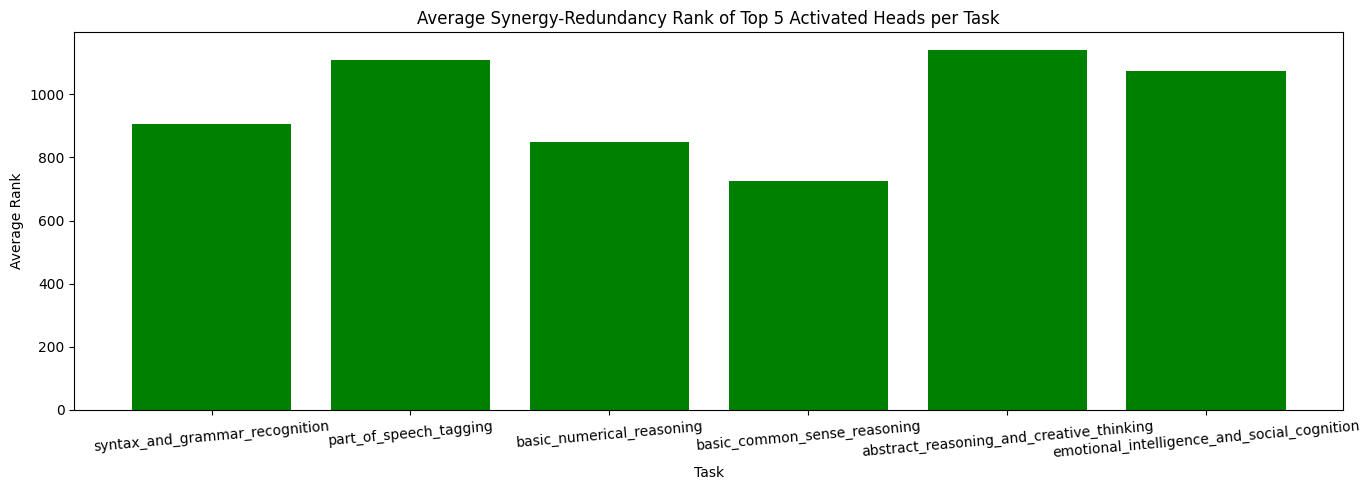 Average Synergy-Redundancy Rank of Top 5 Activated Heads per Task
Average Rank
1000
800
600
400
200
0
syntax_and_grammar_recognition
part_of_speech_tagging
basic_numerical_reasoning
basic_common_sense_reasoning
abstract_reasoning_and_creative_thinking
emotional_intelligence_and_social_cognition
Task